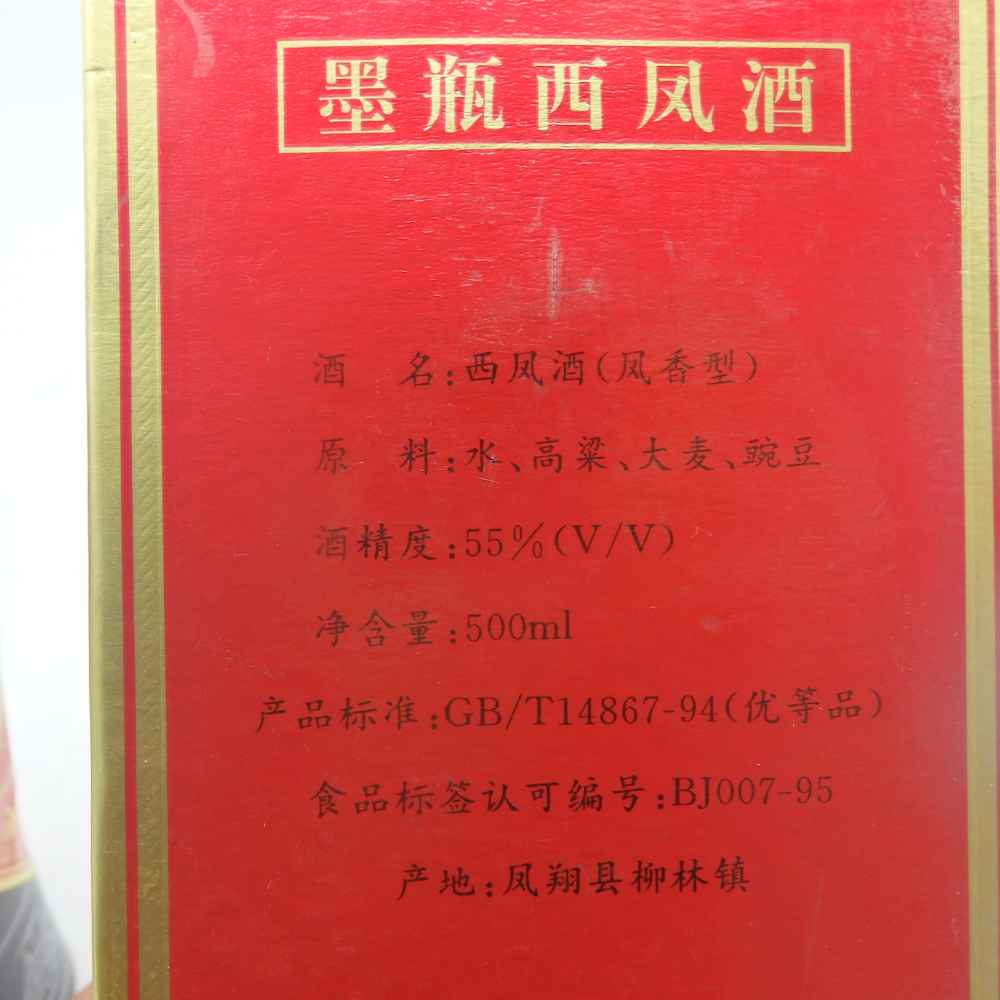 墨瓶西凤酒
酒　名:西凤酒(凤香型)
原　料:水、高粱、大麦、豌豆
酒精度:55%(V/V)
净含量:500ml
产品标准:GB/T14867-94(优等品)
食品标签认可编号:BJ007-95
产地:凤翔县柳林镇